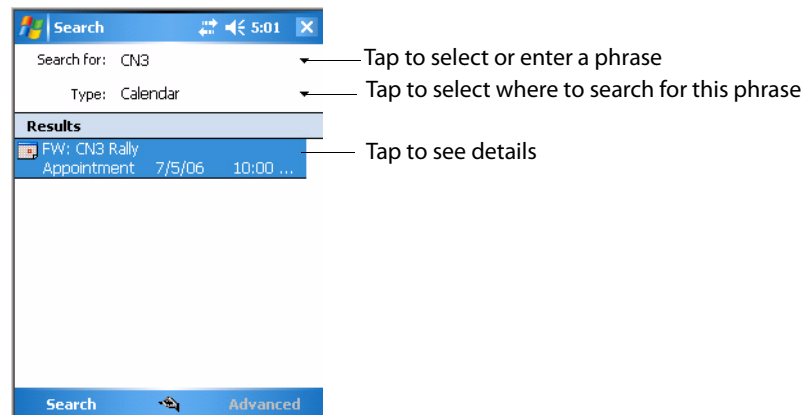 Search 5:01
Search for: CN3 Tap to select or enter a phrase
Type: Calendar Tap to select where to search for this phrase
Results
FW: CN3 Rally
Appointment 7/5/06 10:00 ... Tap to see details
Search Advanced